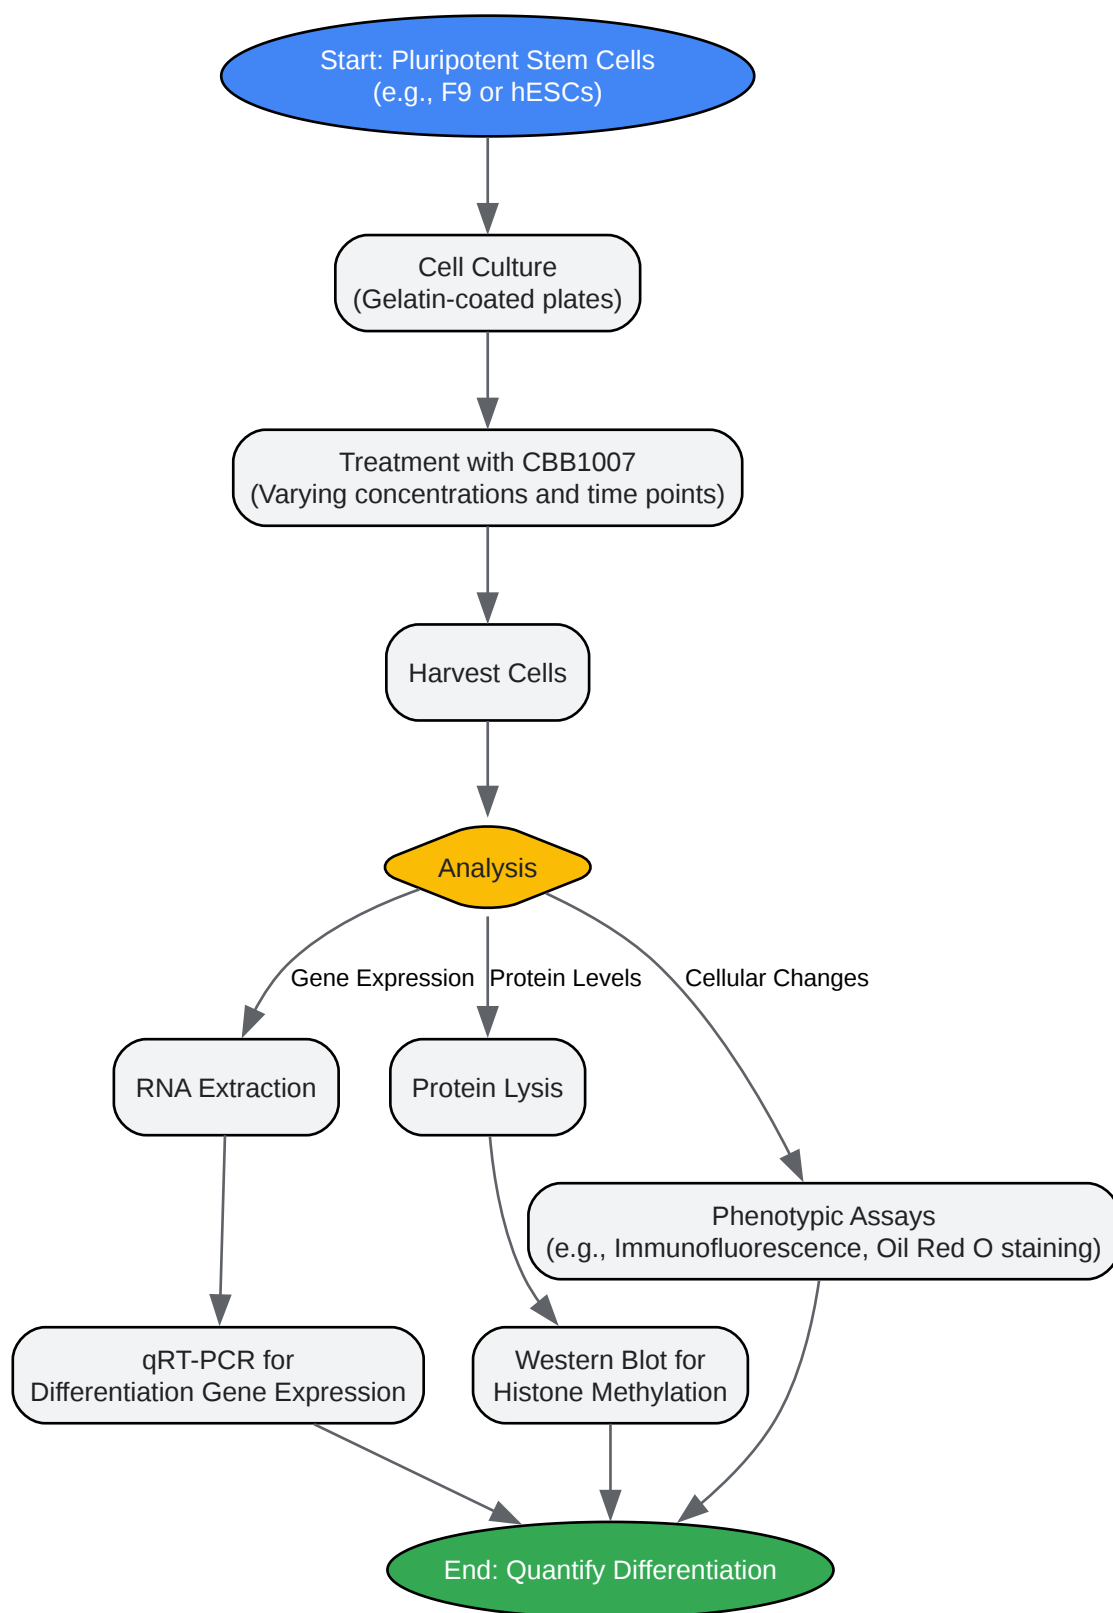 Start: Pluripotent Stem Cells
(e.g., F9 or hESCs)
Cell Culture
(Gelatin-coated plates)
Treatment with CBB1007
(Varying concentrations and time points)
Harvest Cells
Analysis
Gene Expression
Protein Levels
Cellular Changes
RNA Extraction
Protein Lysis
Phenotypic Assays
(e.g., Immunofluorescence, Oil Red O staining)
qRT-PCR for
Differentiation Gene Expression
Western Blot for
Histone Methylation
End: Quantify Differentiation